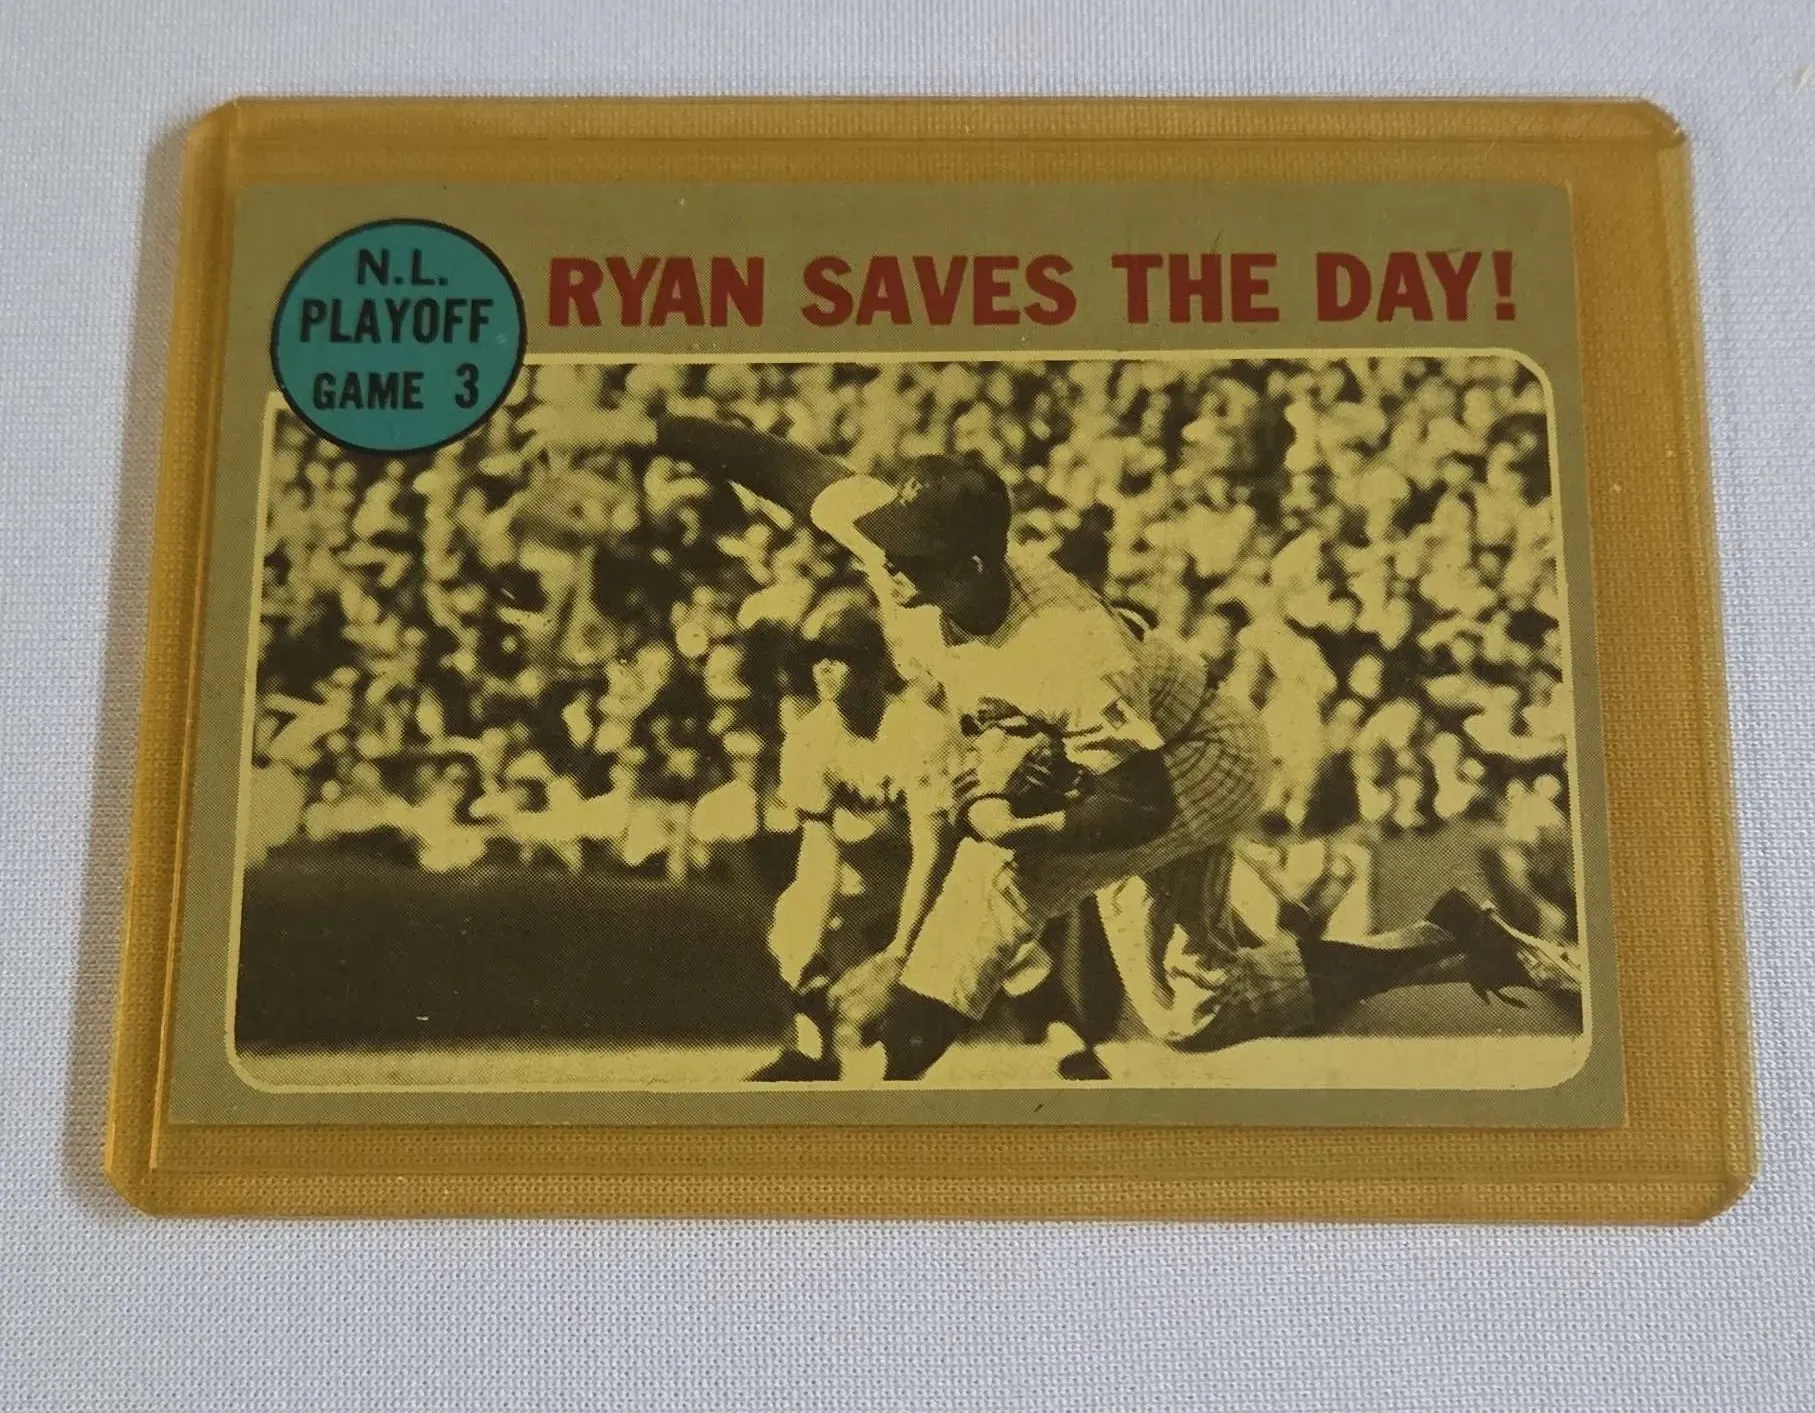 N.L.
PLAYOFF
GAME 3
RYAN SAVES THE DAY!